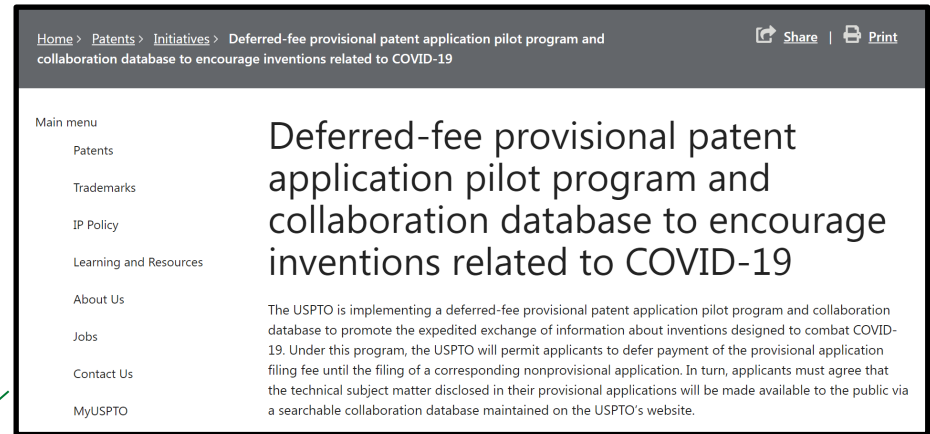 Home > Patents > Initiatives > Deferred-fee provisional patent application pilot program and
collaboration database to encourage inventions related to COVID-19
Share | Print
Main menu
Patents
Trademarks
IP Policy
Learning and Resources
About Us
Jobs
Contact Us
MyUSPTO
Deferred-fee provisional patent
application pilot program and
collaboration database to encourage
inventions related to COVID-19
The USPTO is implementing a deferred-fee provisional patent application pilot program and collaboration
database to promote the expedited exchange of information about inventions designed to combat COVID-
19. Under this program, the USPTO will permit applicants to defer payment of the provisional application
filing fee until the filing of a corresponding nonprovisional application. In turn, applicants must agree that
the technical subject matter disclosed in their provisional applications will be made available to the public via
a searchable collaboration database maintained on the USPTO's website.